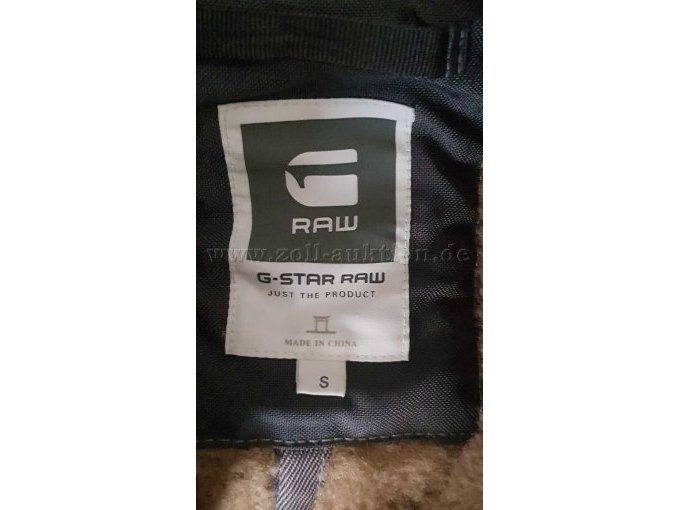 RAW
www.zoll-auktion.de
G-STAR RAW
JUST THE PRODUCT
MADE IN CHINA
S